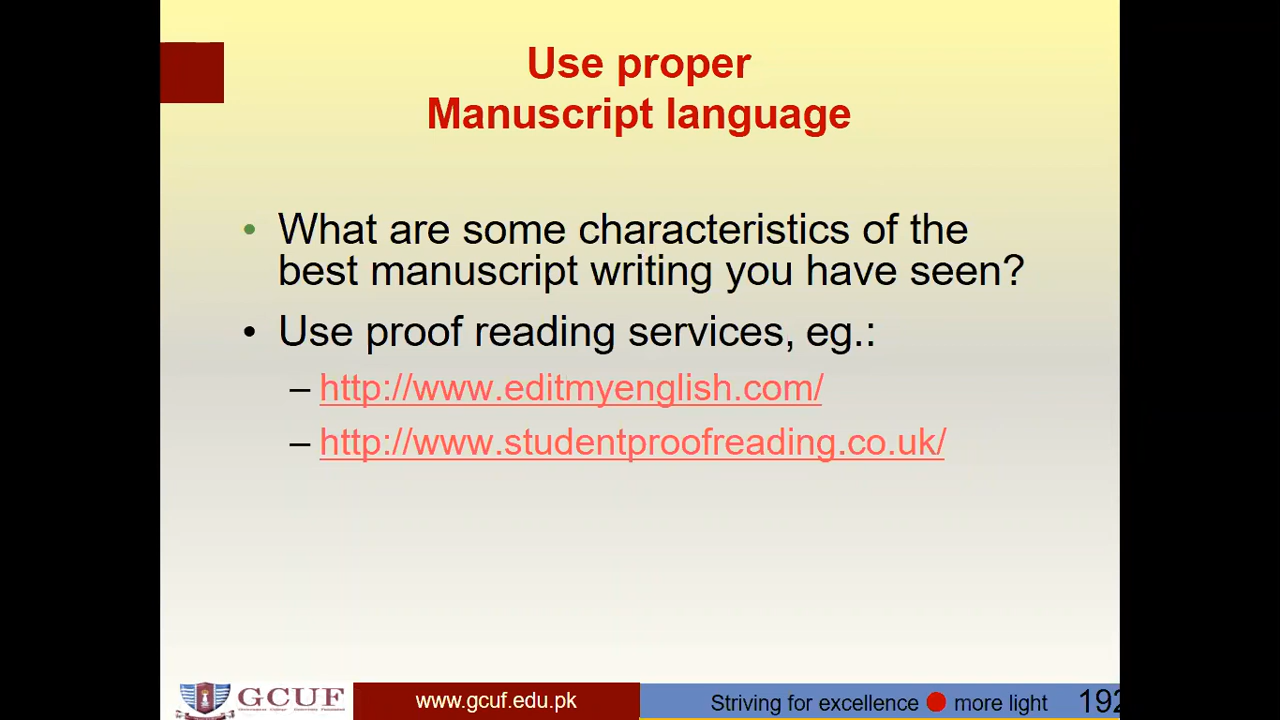 Use proper
Manuscript language
• What are some characteristics of the
best manuscript writing you have seen?
• Use proof reading services, eg.:
– http://www.editmyenglish.com/
– http://www.studentproofreading.co.uk/
GCUF
www.gcuf.edu.pk
Striving for excellence ● more light
192